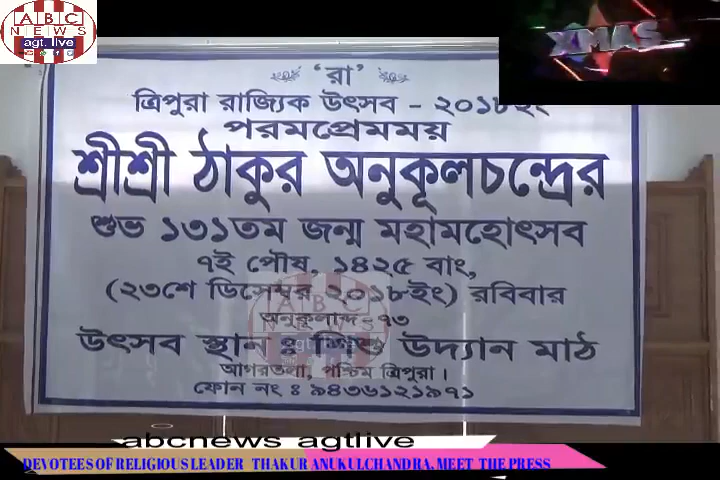 A B C
NEWS
agt. live
XMAS
‘রা’
ত্রিপুরা রাজ্যিক উৎসব - ২০১৮ইং
পরমপ্রেমময়
শ্রীশ্রী ঠাকুর অনুকূলচন্দ্রের
শুভ ১৩১তম জন্ম মহামহোৎসব
৭ই পৌষ, ১৪২৫ বাং,
(২৩শে ডিসেম্বর ২০১৮ইং) রবিবার
অনুকূলাব্দ - ৭৩
উৎসব স্থান ঃ শিশু উদ্যান মাঠ
আগরতলা, পশ্চিম ত্রিপুরা।
ফোন নং ঃ ৯৪৩৬১২১৯৭১
abcnews agtlive
DEVOTEES OF RELIGIOUS LEADER THAKUR ANUKULCHANDRA. MEET THE PRESS